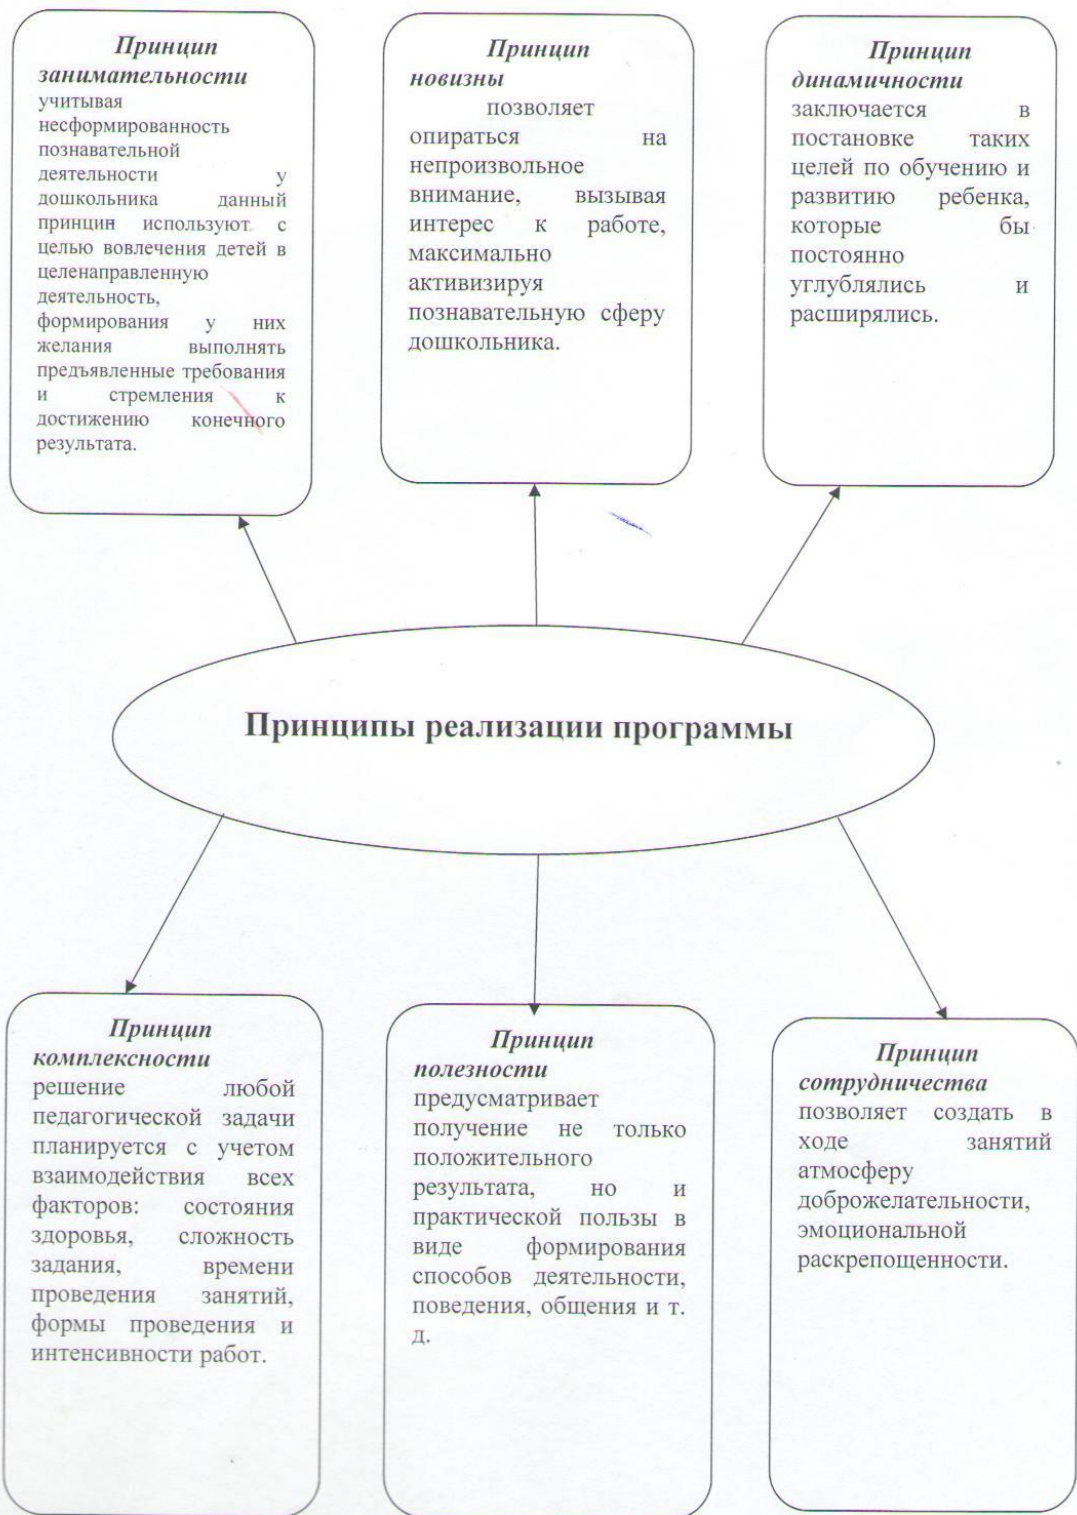 Принцип
занимательности
учитывая
несформированность
познавательной
деятельности у
дошкольника данный
принцип используют с
целью вовлечения детей в
целенаправленную
деятельность,
формирования у них
желания выполнять
предъявленные требования
и стремления к
достижению конечного
результата.
Принцип
новизны
позволяет
опираться на
непроизвольное
внимание, вызывая
интерес к работе,
максимально
активизируя
познавательную сферу
дошкольника.
Принцип
динамичности
заключается в
постановке таких
целей по обучению и
развитию ребенка,
которые бы
постоянно
углублялись и
расширялись.
Принципы реализации программы
Принцип
комплексности
решение любой
педагогической задачи
планируется с учетом
взаимодействия всех
факторов: состояния
здоровья, сложность
задания, времени
проведения занятий,
формы проведения и
интенсивности работ.
Принцип
полезности
предусматривает
получение не только
положительного
результата, но и
практической пользы в
виде формирования
способов деятельности,
поведения, общения и т.
д.
Принцип
сотрудничества
позволяет создать в
ходе занятий
атмосферу
доброжелательности,
эмоциональной
раскрепощенности.